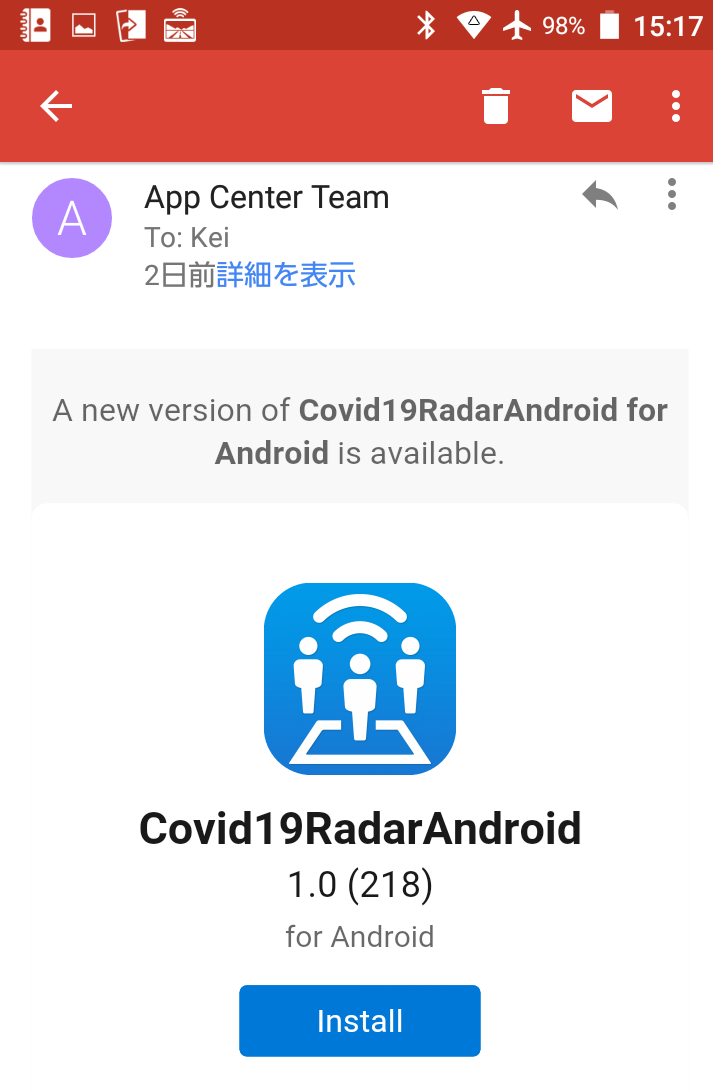 98% 15:17
A
App Center Team
To: Kei
2日前詳細を表示
A new version of Covid19RadarAndroid for
Android is available.
Covid19RadarAndroid
1.0 (218)
for Android
Install